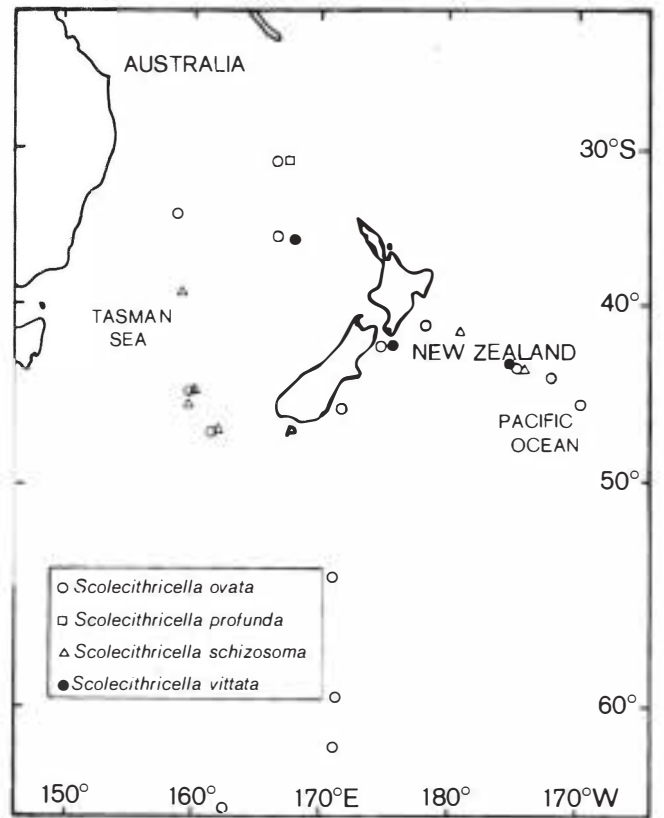 AUSTRALIA
30°S
TASMAN
SEA
40°
NEW ZEALAND
PACIFIC
OCEAN
50°
○ Scolecithricella ovata
□ Scolecithricella profunda
△ Scolecithricella schizosoma
● Scolecithricella vittata
60°
150° 160° 170°E 180° 170°W